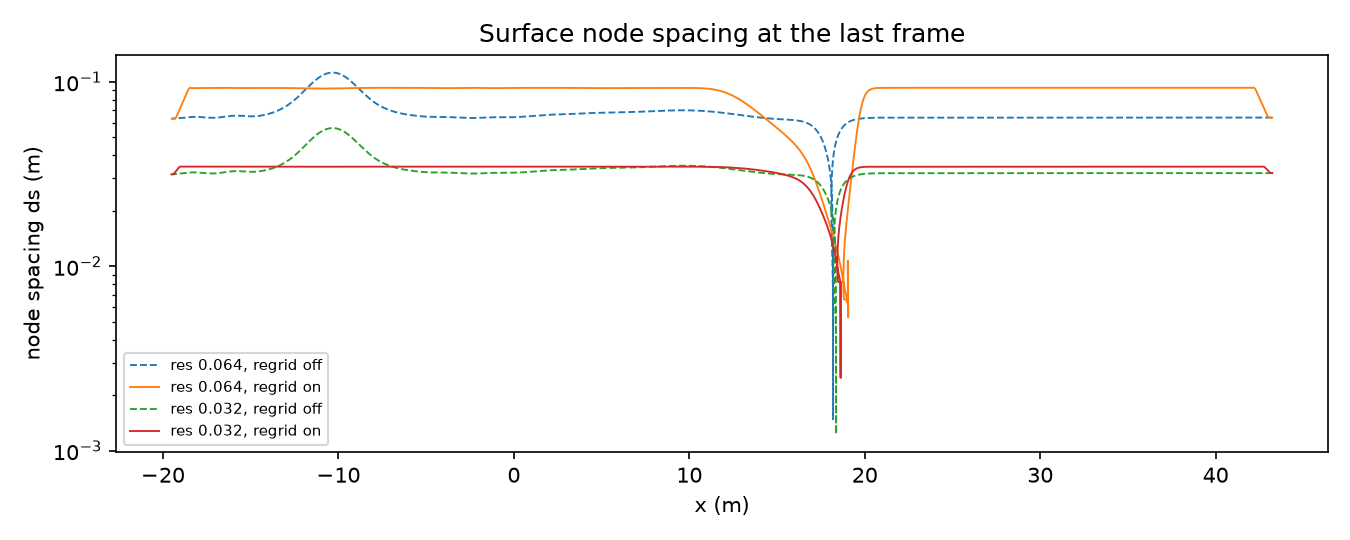 Surface node spacing at the last frame
node spacing ds (m)
10⁻¹
10⁻²
10⁻³
res 0.064, regrid off
res 0.064, regrid on
res 0.032, regrid off
res 0.032, regrid on
−20 −10 0 10 20 30 40
x (m)